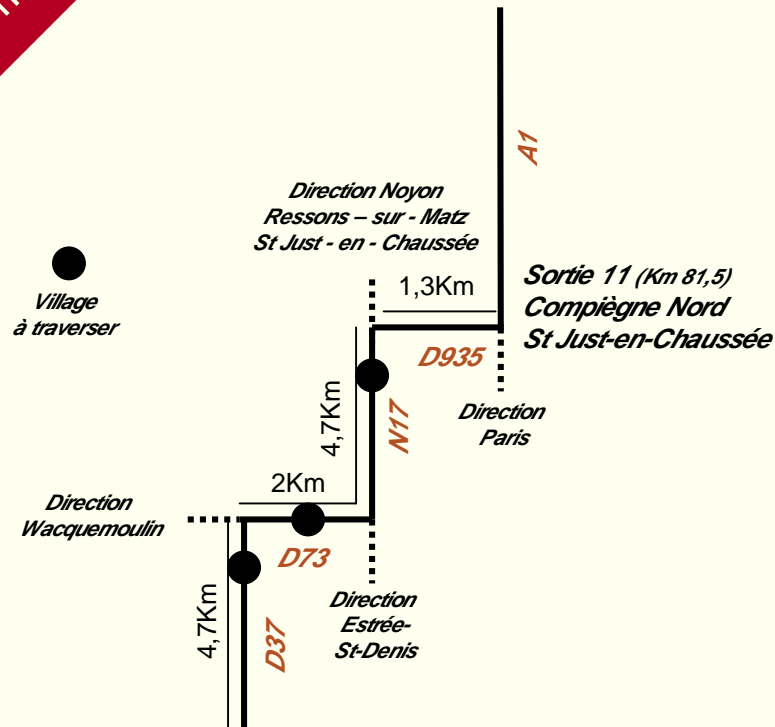 A1
Direction Noyon
Ressons – sur - Matz
St Just - en - Chaussée
Sortie 11 (Km 81,5)
Compiègne Nord
St Just-en-Chaussée
1,3Km
Village
à traverser
D935
Direction
Paris
4,7Km
N17
2Km
Direction
Wacquemoulin
D73
Direction
Estrée-
St-Denis
4,7Km
D37